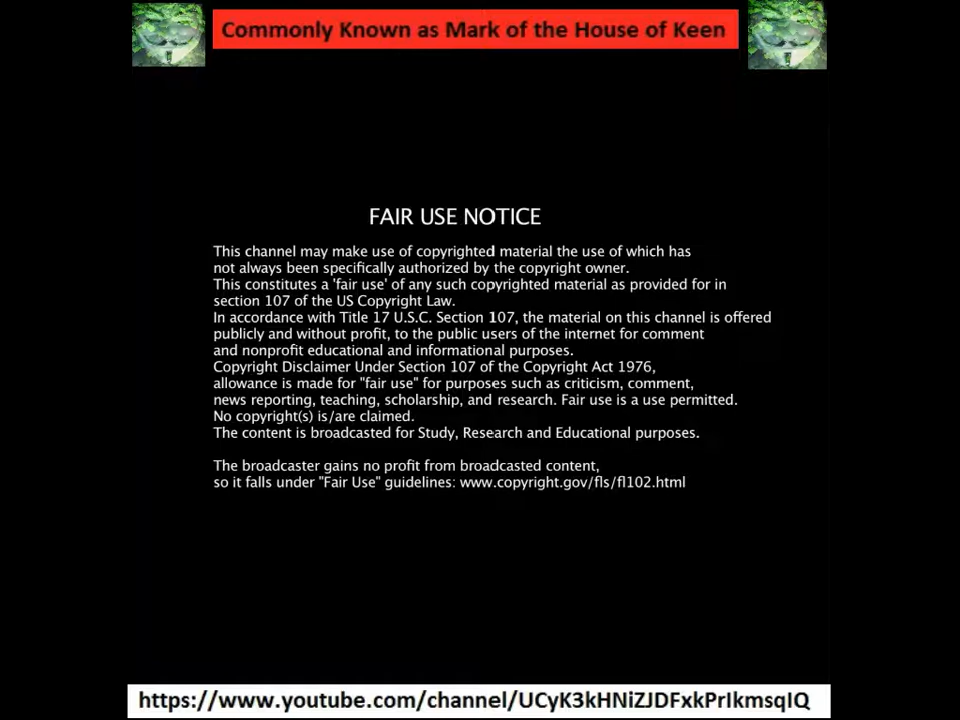 Commonly Known as Mark of the House of Keen
FAIR USE NOTICE
This channel may make use of copyrighted material the use of which has
not always been specifically authorized by the copyright owner.
This constitutes a 'fair use' of any such copyrighted material as provided for in
section 107 of the US Copyright Law.
In accordance with Title 17 U.S.C. Section 107, the material on this channel is offered
publicly and without profit, to the public users of the internet for comment
and nonprofit educational and informational purposes.
Copyright Disclaimer Under Section 107 of the Copyright Act 1976,
allowance is made for "fair use" for purposes such as criticism, comment,
news reporting, teaching, scholarship, and research. Fair use is a use permitted.
No copyright(s) is/are claimed.
The content is broadcasted for Study, Research and Educational purposes.
The broadcaster gains no profit from broadcasted content,
so it falls under "Fair Use" guidelines: www.copyright.gov/fls/fl102.html
https://www.youtube.com/channel/UCyK3kHNiZJDFxkPrIkmsqIQ